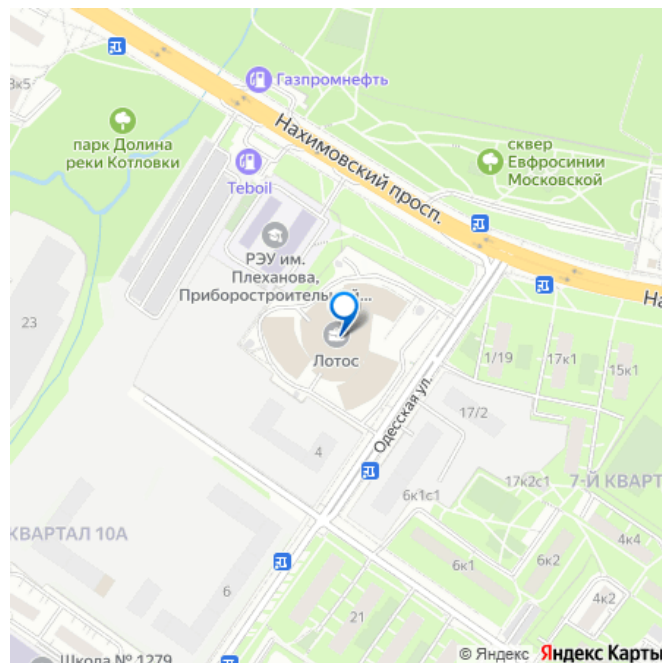 Газпромнефть
3к5
парк Долина
реки Котловки
Нахимовский просп.
сквер
Евфросинии
Московской
Teboil
РЭУ им.
Плеханова,
Приборостроительный...
На
23
Лотос
1/19
17к1
15к1
Одесская ул.
17/2
4
6к1с1
17к2с1
7-Й КВАРТ
КВАРТАЛ 10А
6к1
6к2
4к4
6
4к2
21
Школа № 1279
© Яндекс Яндекс Карты